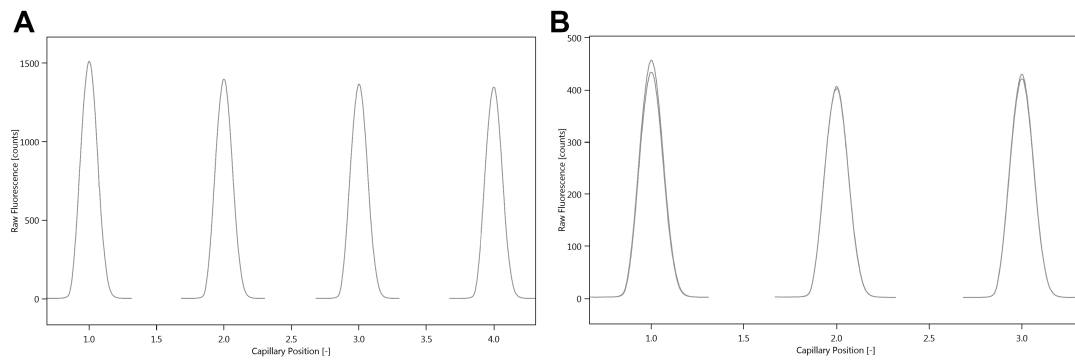 A
Raw Fluorescence [counts]
1500
1000
500
0
1.0 1.5 2.0 2.5 3.0 3.5 4.0
Capillary Position [-]
B
Raw Fluorescence [counts]
500
400
300
200
100
0
1.0 1.5 2.0 2.5 3.0
Capillary Position [-]